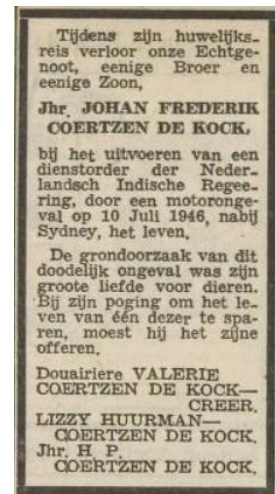 Tijdens zijn huwelijks-
reis verloor onze Echtge-
noot, eenige Broer en
eenige Zoon,
Jhr. JOHAN FREDERIK
COERTZEN DE KOCK,
bij het uitvoeren van een
dienstorder der Neder-
landsch Indische Regee-
ring, door een motoronge-
val op 10 Juli 1946, nabij
Sydney, het leven.
De grondoorzaak van dit
doodelijk ongeval was zijn
groote liefde voor dieren.
Bij zijn poging om het le-
ven van één dezer te spa-
ren, moest hij het zijne
offeren.
Douairiere VALERIE
COERTZEN DE KOCK—
CREER.
LIZZY HUURMAN—
COERTZEN DE KOCK.
Jhr. H. P.
COERTZEN DE KOCK.